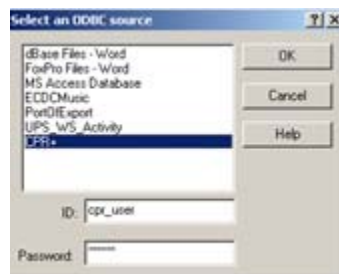 Select an ODBC source
dBase Files - Word
FoxPro Files - Word
MS Access Database
ECDCMusic
PortOfExport
UPS_WS_Activity
CPR+
OK
Cancel
Help
ID: cpr_user
Password: